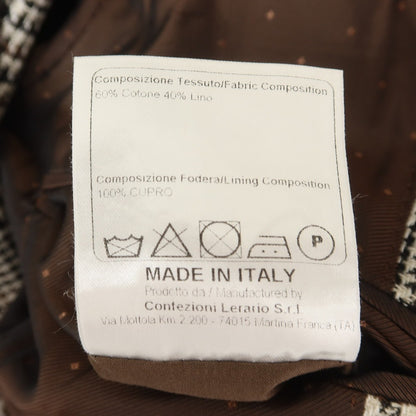 Composizione Tessuto/Fabric Composition
60% Cotone 40% Lino
Composizione Fodera/Lining Composition
100% CUPRO
P
MADE IN ITALY
Prodotto da / Manufactured by
Confezioni Lerario S.r.l.
Via Mottola Km 2.200 - 74015 Martina Franca (TA)